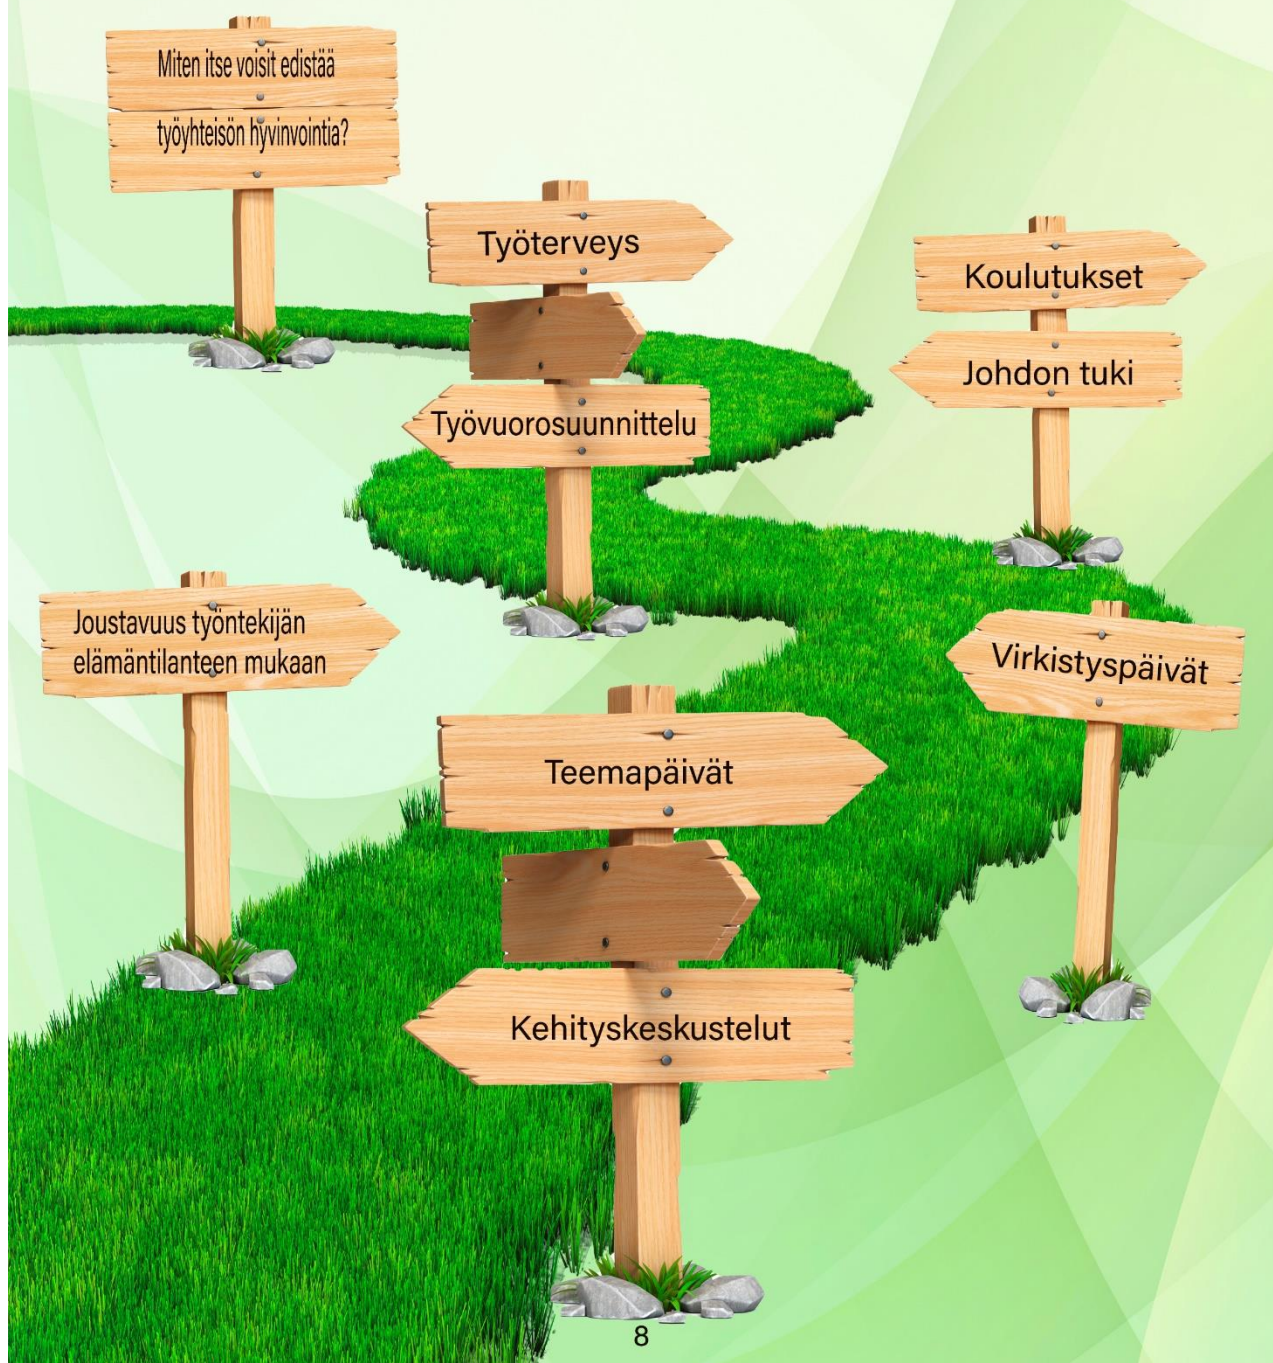 Miten itse voisit edistää
työyhteisön hyvinvointia?
Työterveys
Työvuorosuunnittelu
Koulutukset
Johdon tuki
Joustavuus työntekijän
elämäntilanteen mukaan
Virkistyspäivät
Teemapäivät
Kehityskeskustelut
8